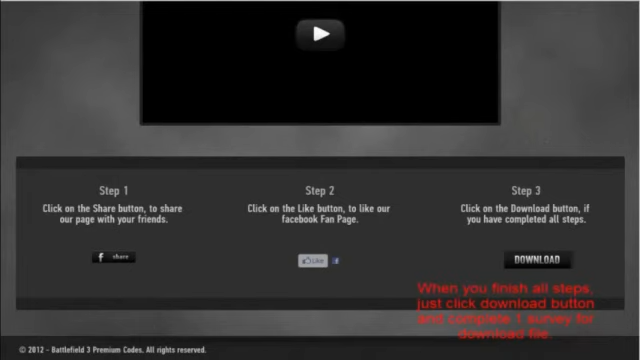 Step 1
Click on the Share button, to share
our page with your friends.
share
Step 2
Click on the Like button, to like our
facebook Fan Page.
Like
Step 3
Click on the Download button, if
you have completed all steps.
DOWNLOAD
When you finish all steps,
just click download button
and complete 1 survey for
download file.
© 2012 - Battlefield 3 Premium Codes. All rights reserved.